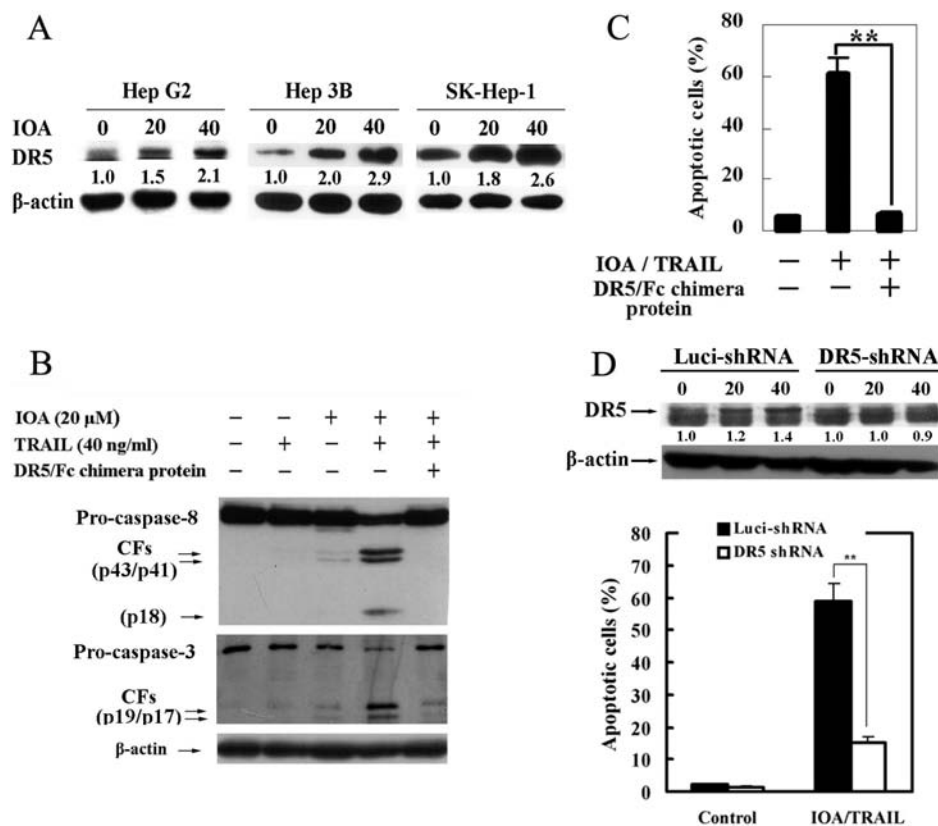 A
Hep G2 Hep 3B SK-Hep-1
IOA 0 20 40 0 20 40 0 20 40
DR5
1.0 1.5 2.1 1.0 2.0 2.9 1.0 1.8 2.6
β-actin
B
IOA (20 μM) − − + + +
TRAIL (40 ng/ml) − + − + +
DR5/Fc chimera protein − − − − +
Pro-caspase-8
CFs
(p43/p41)
(p18)
Pro-caspase-3
CFs
(p19/p17)
β-actin
C
**
Apoptotic cells (%)
80
60
40
20
0
IOA / TRAIL − + +
DR5/Fc chimera − − +
protein
D
Luci-shRNA DR5-shRNA
0 20 40 0 20 40
DR5
1.0 1.2 1.4 1.0 1.0 0.9
β-actin
Apoptotic cells (%)
80
70
60
50
40
30
20
10
0
Luci-shRNA
DR5 shRNA
**
Control IOA/TRAIL